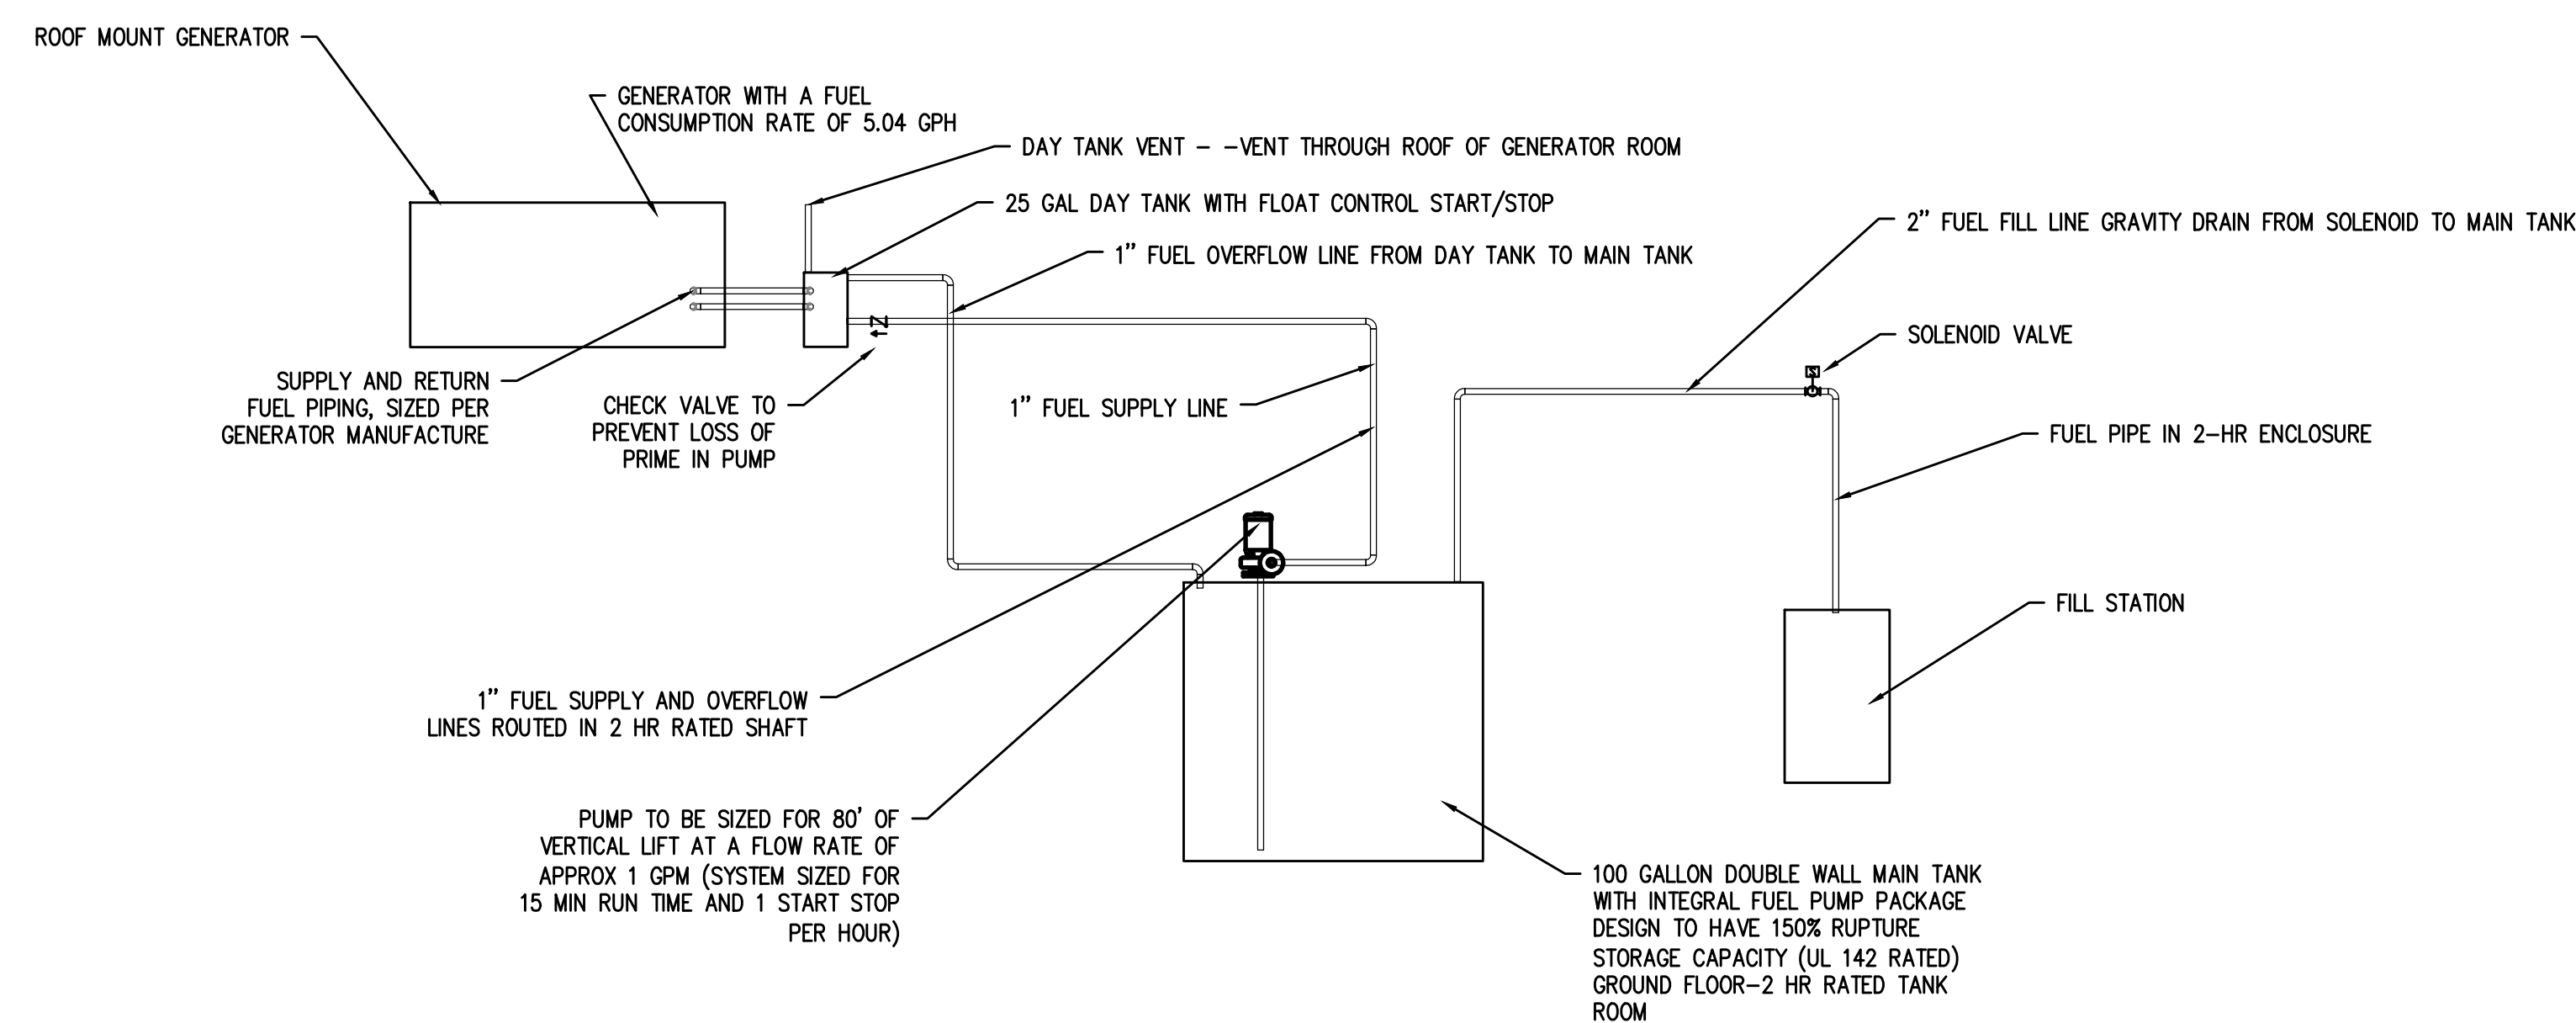 ROOF MOUNT GENERATOR
GENERATOR WITH A FUEL
CONSUMPTION RATE OF 5.04 GPH
DAY TANK VENT – –VENT THROUGH ROOF OF GENERATOR ROOM
25 GAL DAY TANK WITH FLOAT CONTROL START/STOP
1” FUEL OVERFLOW LINE FROM DAY TANK TO MAIN TANK
2” FUEL FILL LINE GRAVITY DRAIN FROM SOLENOID TO MAIN TANK
SOLENOID VALVE
S
SUPPLY AND RETURN
FUEL PIPING, SIZED PER
GENERATOR MANUFACTURE
CHECK VALVE TO
PREVENT LOSS OF
PRIME IN PUMP
1” FUEL SUPPLY LINE
FUEL PIPE IN 2–HR ENCLOSURE
FILL STATION
1” FUEL SUPPLY AND OVERFLOW
LINES ROUTED IN 2 HR RATED SHAFT
PUMP TO BE SIZED FOR 80’ OF
VERTICAL LIFT AT A FLOW RATE OF
APPROX 1 GPM (SYSTEM SIZED FOR
15 MIN RUN TIME AND 1 START STOP
PER HOUR)
100 GALLON DOUBLE WALL MAIN TANK
WITH INTEGRAL FUEL PUMP PACKAGE
DESIGN TO HAVE 150% RUPTURE
STORAGE CAPACITY (UL 142 RATED)
GROUND FLOOR–2 HR RATED TANK
ROOM